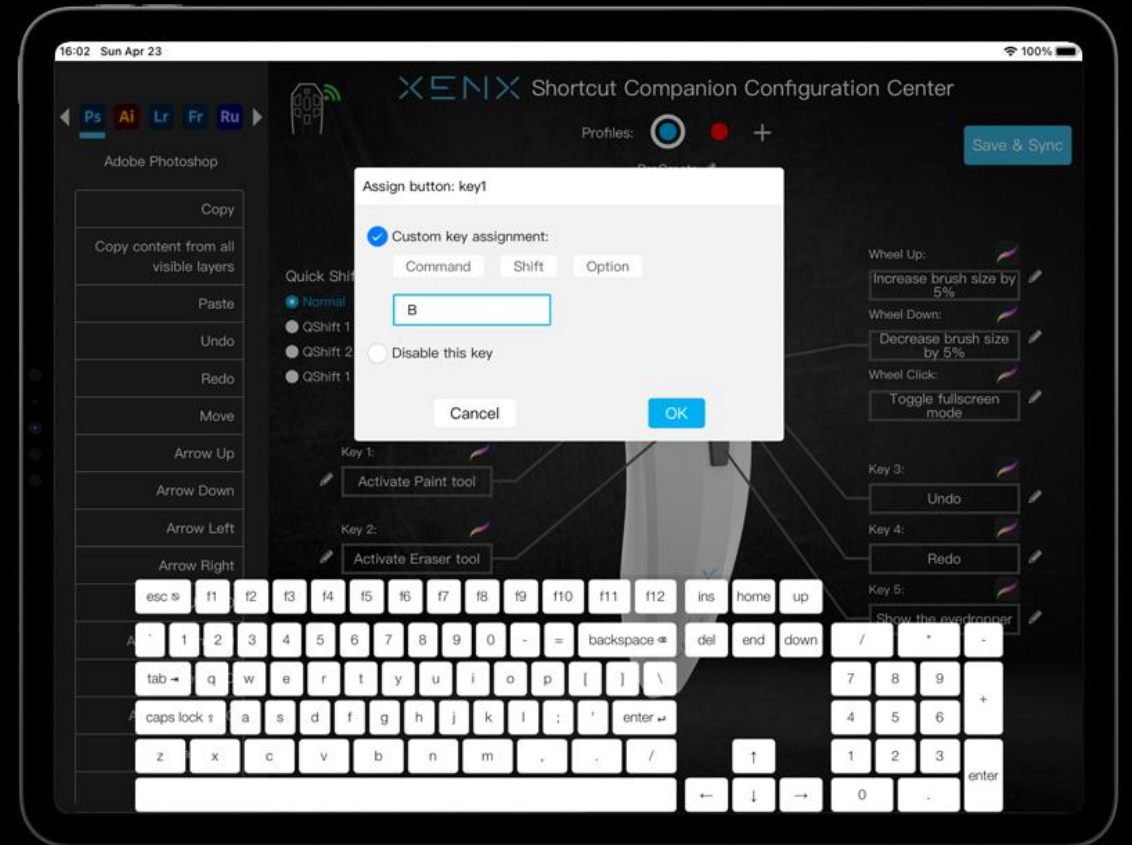 16:02 Sun Apr 23
100%
XENX Shortcut Companion Configuration Center
Profiles:
Save & Sync
Ps Ai Lr Fr Ru
Adobe Photoshop
Copy
Copy content from all
visible layers
Paste
Undo
Redo
Move
Arrow Up
Arrow Down
Arrow Left
Arrow Right
Assign button: key1
Custom key assignment:
Command Shift Option
B
Disable this key
Cancel OK
Quick Shif
Normal
QShift 1
QShift 2
QShift 1
Key 1:
Activate Paint tool
Key 2:
Activate Eraser tool
Wheel Up:
Increase brush size by
5%
Wheel Down:
Decrease brush size
by 5%
Wheel Click:
Toggle fullscreen
mode
Key 3:
Undo
Key 4:
Redo
Key 5:
Show the eyedropper
esc f1 f2 f3 f4 f5 f6 f7 f8 f9 f10 f11 f12 ins home up
` 1 2 3 4 5 6 7 8 9 0 - = backspace del end down / * -
tab q w e r t y u i o p [ ] \ 7 8 9 +
caps lock a s d f g h j k l ; ' enter 4 5 6
z x c v b n m , . / ↑ 1 2 3 enter
← ↓ → 0 .